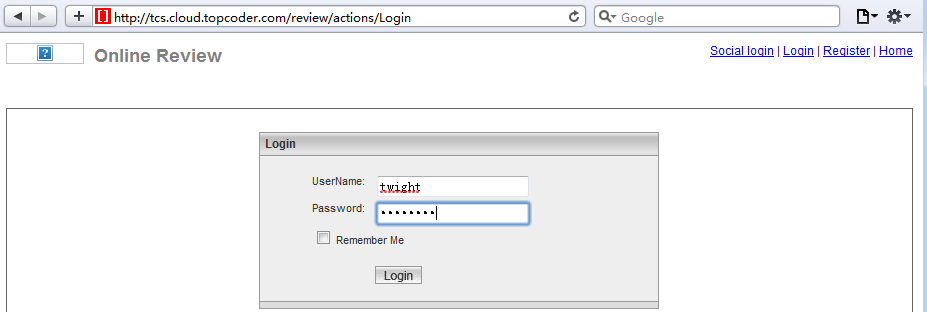 http://tcs.cloud.topcoder.com/review/actions/Login
Google
Online Review
Social login | Login | Register | Home
Login
UserName: twight
Password: ••••••••
Remember Me
Login